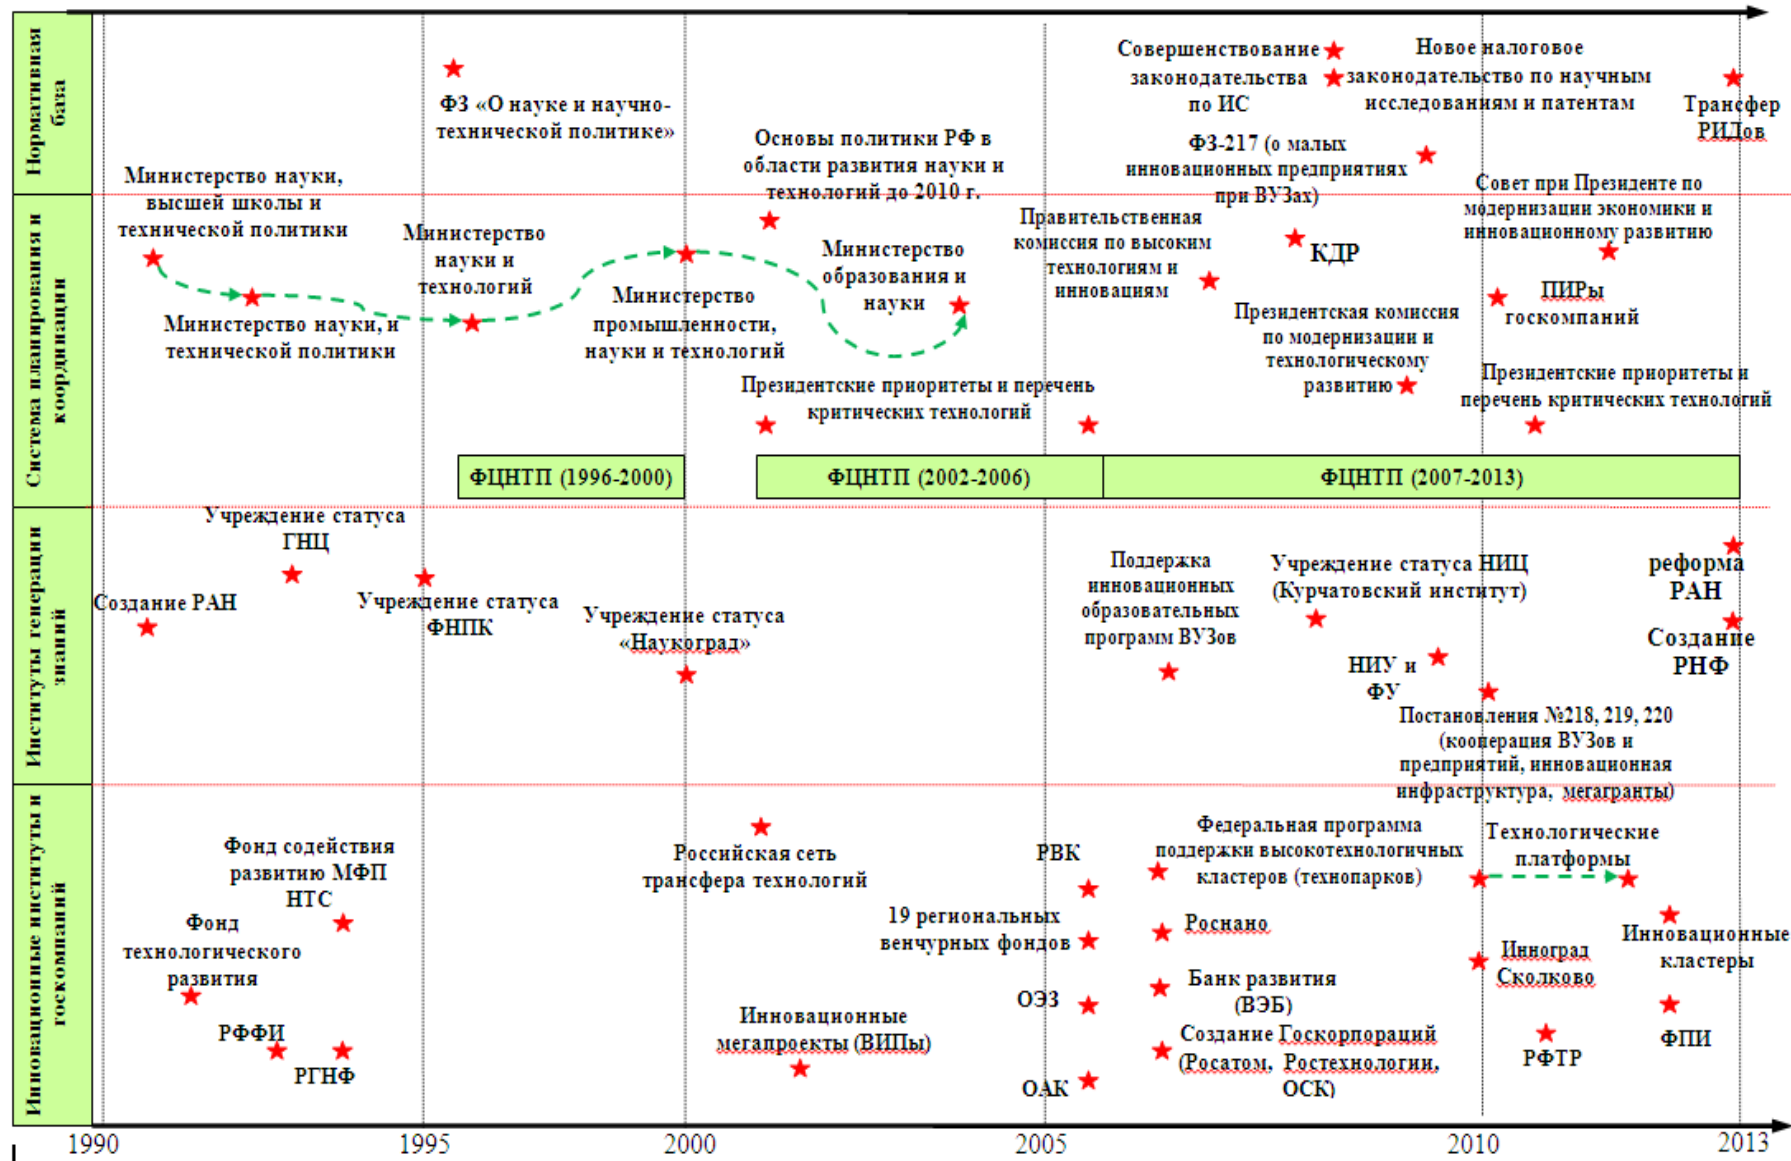 Нормативная
база
ФЗ «О науке и научно-
технической политике»
Основы политики РФ в
области развития науки и
технологий до 2010 г.
Совершенствование
законодательства
по ИС
Новое налоговое
законодательство по научным
исследованиям и патентам
ФЗ-217 (о малых
инновационных предприятиях
при ВУЗах)
Трансфер
РИДов
Система планирования и
координации
Министерство науки,
высшей школы и
технической политики
Министерство науки, и
технической политики
Министерство
науки и
технологий
Министерство
промышленности,
науки и технологий
Министерство
образования и
науки
Правительственная
комиссия по высоким
технологиям и
инновациям
КДР
Президентская комиссия
по модернизации и
технологическому
развитию
Совет при Президенте по
модернизации экономики и
инновационному развитию
ПИРы
госкомпаний
Президентские приоритеты и перечень
критических технологий
Президентские приоритеты и
перечень критических технологий
ФЦНТП (1996-2000)
ФЦНТП (2002-2006)
ФЦНТП (2007-2013)
Институты генерации
знаний
Создание РАН
Учреждение статуса
ГНЦ
Учреждение статуса
ФНПК
Учреждение статуса
«Наукоград»
Поддержка
инновационных
образовательных
программ ВУЗов
Учреждение статуса НИЦ
(Курчатовский институт)
НИУ и
ФУ
Постановления №218, 219, 220
(кооперация ВУЗов и
предприятий, инновационная
инфраструктура, мегагранты)
реформа
РАН
Создание
РНФ
Инновационные институты и
госкомпаний
Фонд содействия
развитию МФП
НТС
Фонд
технологического
развития
РФФИ
РГНФ
Российская сеть
трансфера технологий
Инновационные
мегапроекты (ВИПы)
РВК
19 региональных
венчурных фондов
ОЭЗ
ОАК
Федеральная программа
поддержки высокотехнологичных
кластеров (технопарков)
Роснано
Банк развития
(ВЭБ)
Создание Госкорпораций
(Росатом, Ростехнологии,
ОСК)
Технологические
платформы
Инноград
Сколково
Инновационные
кластеры
РФТР
ФПИ
1990
1995
2000
2005
2010
2013